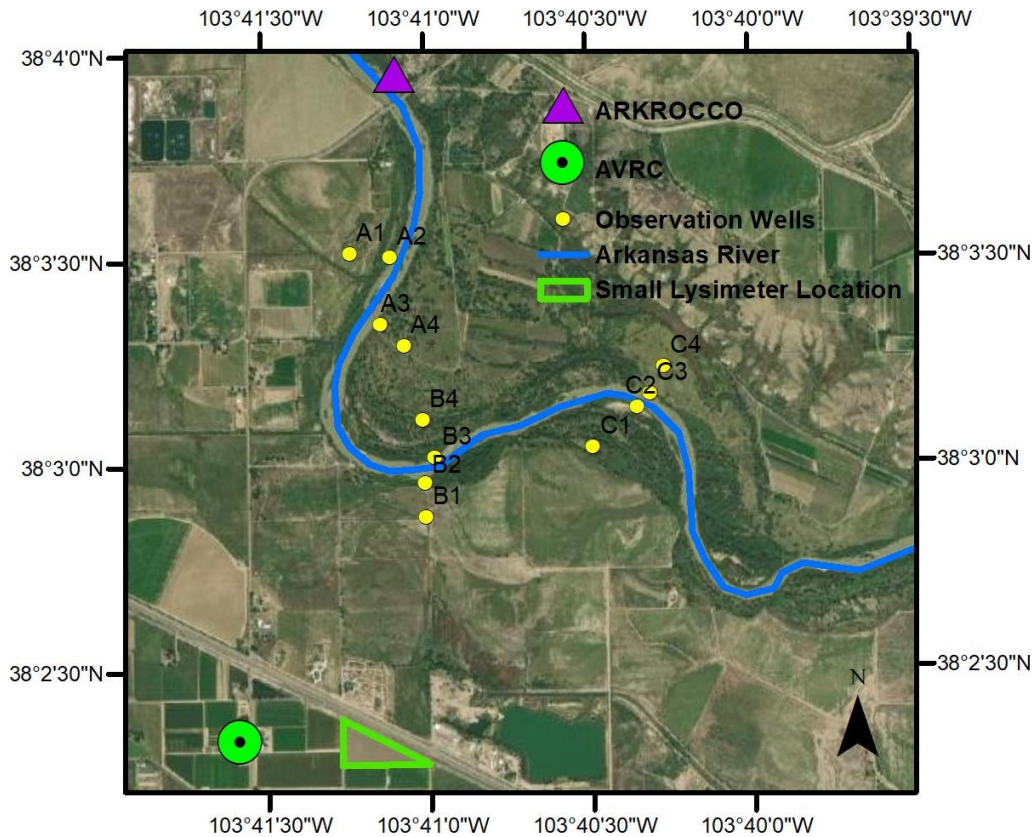 103°41'30"W 103°41'0"W 103°40'30"W 103°40'0"W 103°39'30"W
38°4'0"N
ARKROCCO
AVRC
Observation Wells
A1 A2
38°3'30"N 38°3'30"N
Arkansas River
Small Lysimeter Location
A3
A4
C4
C3
C2
B4
C1
B3
38°3'0"N 38°3'0"N
B2
B1
38°2'30"N 38°2'30"N
N
103°41'30"W 103°41'0"W 103°40'30"W 103°40'0"W